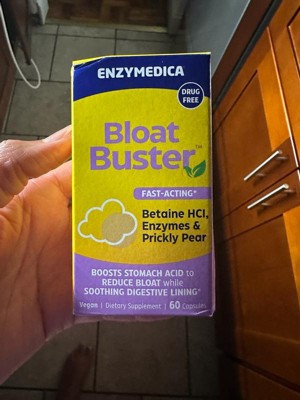 ENZYMEDICA
DRUG
FREE
Bloat
Buster™
FAST-ACTING*
Betaine HCl,
Enzymes &
Prickly Pear
BOOSTS STOMACH ACID to
REDUCE BLOAT while
SOOTHING DIGESTIVE LINING*
Vegan | Dietary Supplement | 60 Capsules